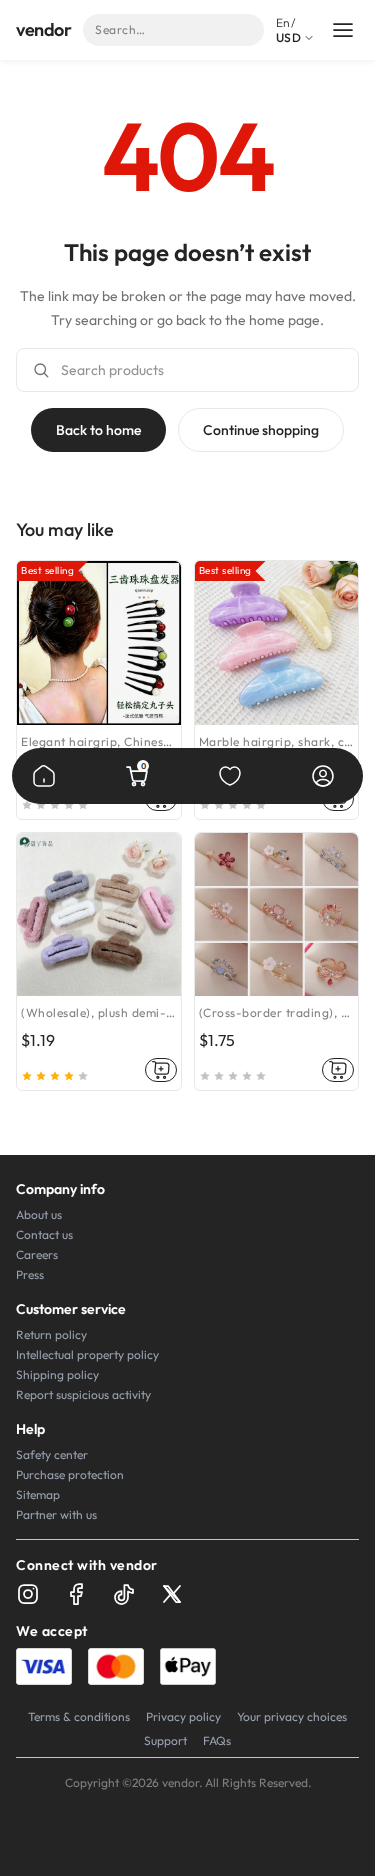 vendor
Search...
En/
USD
404
This page doesn’t exist
The link may be broken or the page may have moved.
Try searching or go back to the home page.
Search products
Back to home
Continue shopping
You may like
Best selling
三齿珠珠盘发器
轻松搞定丸子头
Best selling
Elegant hairgrip, Chines...
Marble hairgrip, shark, c...
0
(Wholesale), plush demi-...
$1.19
(Cross-border trading), ...
$1.75
Company info
About us
Contact us
Careers
Press
Customer service
Return policy
Intellectual property policy
Shipping policy
Report suspicious activity
Help
Safety center
Purchase protection
Sitemap
Partner with us
Connect with vendor
We accept
VISA
mastercard
Pay
Terms & conditions
Privacy policy
Your privacy choices
Support
FAQs
Copyright ©2026 vendor. All Rights Reserved.